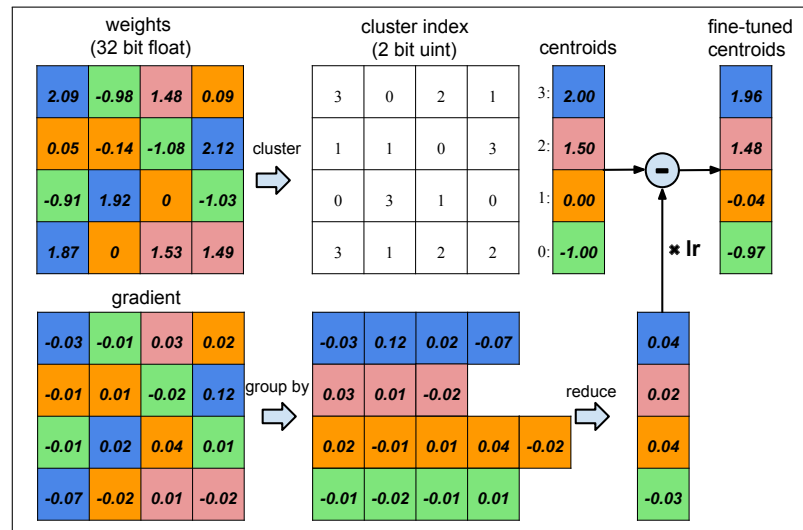 weights
(32 bit float)
cluster index
(2 bit uint)
centroids
fine-tuned
centroids
2.09 -0.98 1.48 0.09
3 0 2 1
3: 2.00
1.96
0.05 -0.14 -1.08 2.12
cluster
1 1 0 3
2: 1.50
1.48
-0.91 1.92 0 -1.03
0 3 1 0
1: 0.00
-0.04
1.87 0 1.53 1.49
3 1 2 2
0: -1.00
-0.97
-
× lr
gradient
-0.03 -0.01 0.03 0.02
-0.03 0.12 0.02 -0.07
0.04
-0.01 0.01 -0.02 0.12
group by
0.03 0.01 -0.02
reduce
0.02
-0.01 0.02 0.04 0.01
0.02 -0.01 0.01 0.04 -0.02
0.04
-0.07 -0.02 0.01 -0.02
-0.01 -0.02 -0.01 0.01
-0.03